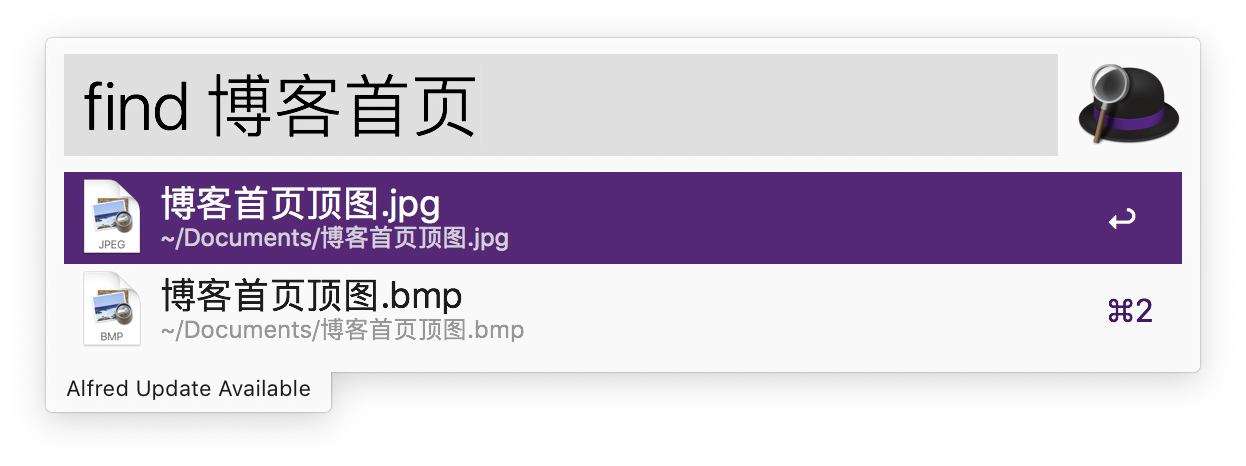 find 博客首页
博客首页顶图.jpg
~/Documents/博客首页顶图.jpg
JPEG
博客首页顶图.bmp
~/Documents/博客首页顶图.bmp
BMP
⌘2
Alfred Update Available